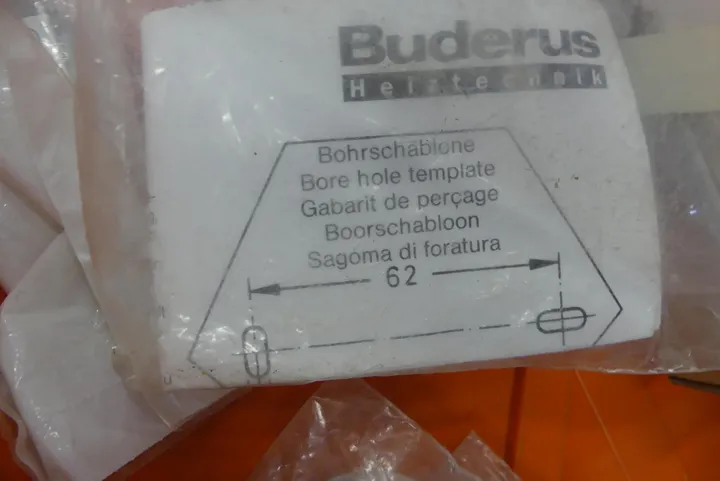 Buderus
Heiztechnik
Bohrschablone
Bore hole template
Gabarit de perçage
Boorschabloon
Sagoma di foratura
62